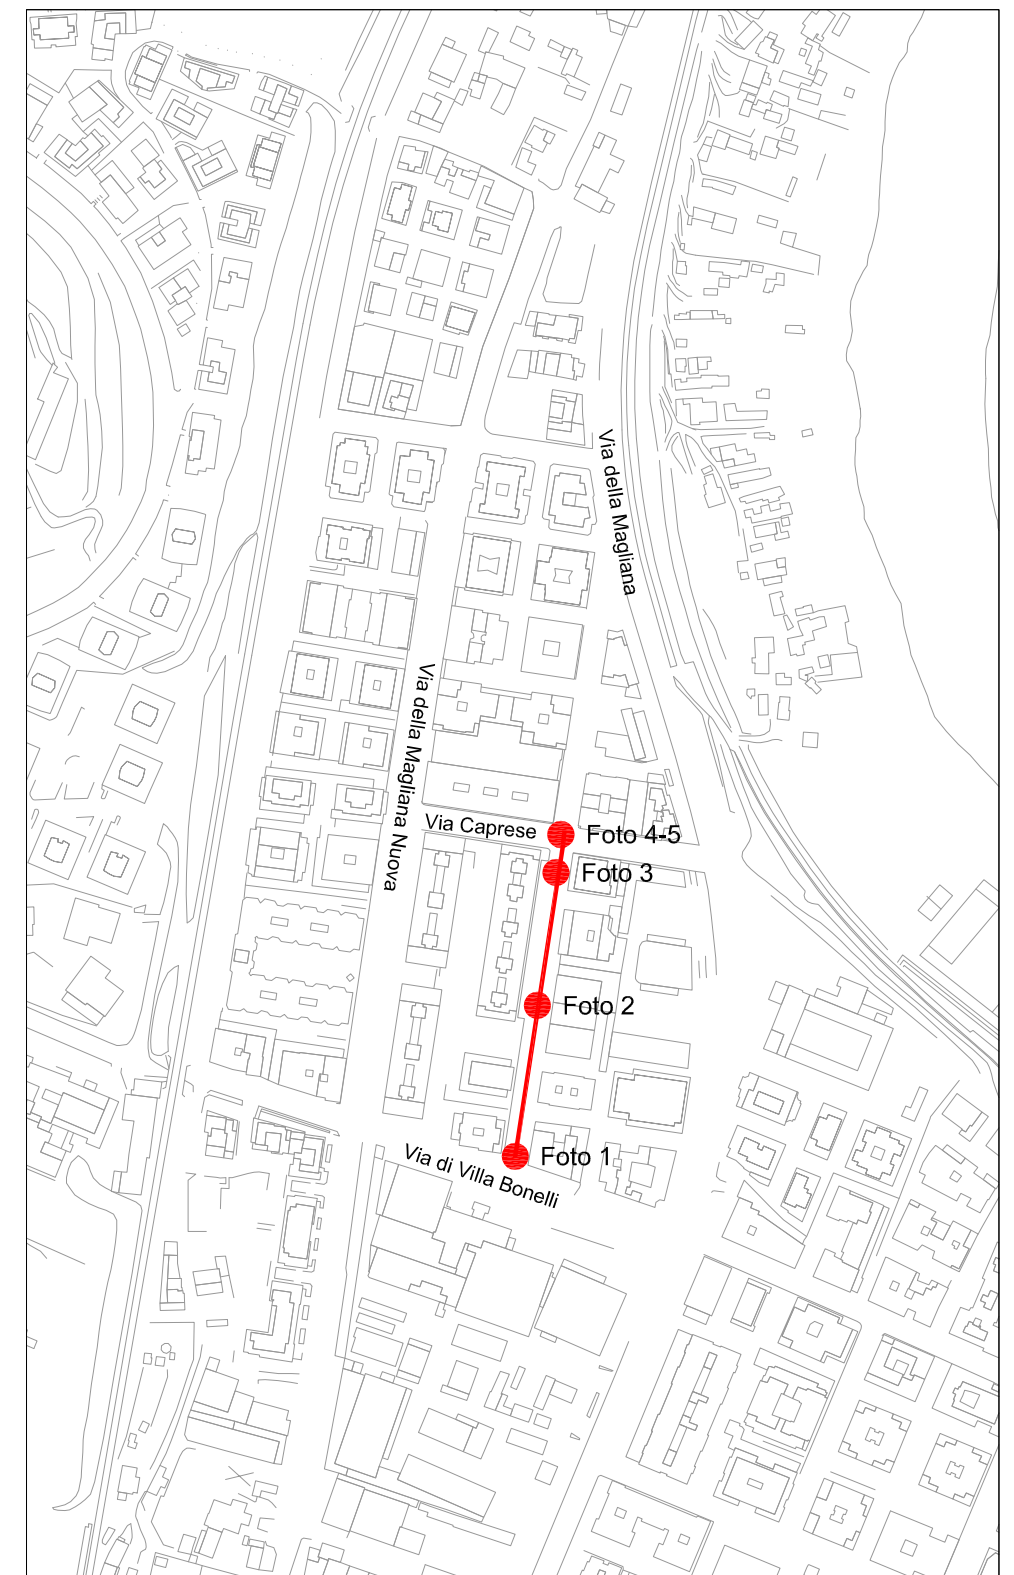 Via della Magliana
Via della Magliana Nuova
Via Caprese
Foto 4-5
Foto 3
Foto 2
Foto 1
Via di Villa Bonelli